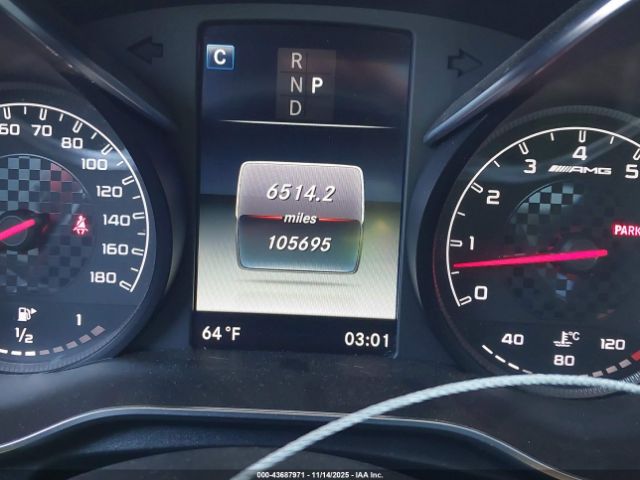 C
R
N P
D
60 70 80 100 120 140 160 180
1/2 1
6514.2
miles
105695
64 °F 03:01
0 1 2 3 4 5
AMG
PARK
40 80 120
°C
000-43687971 - 11/14/2025 - IAA Inc.